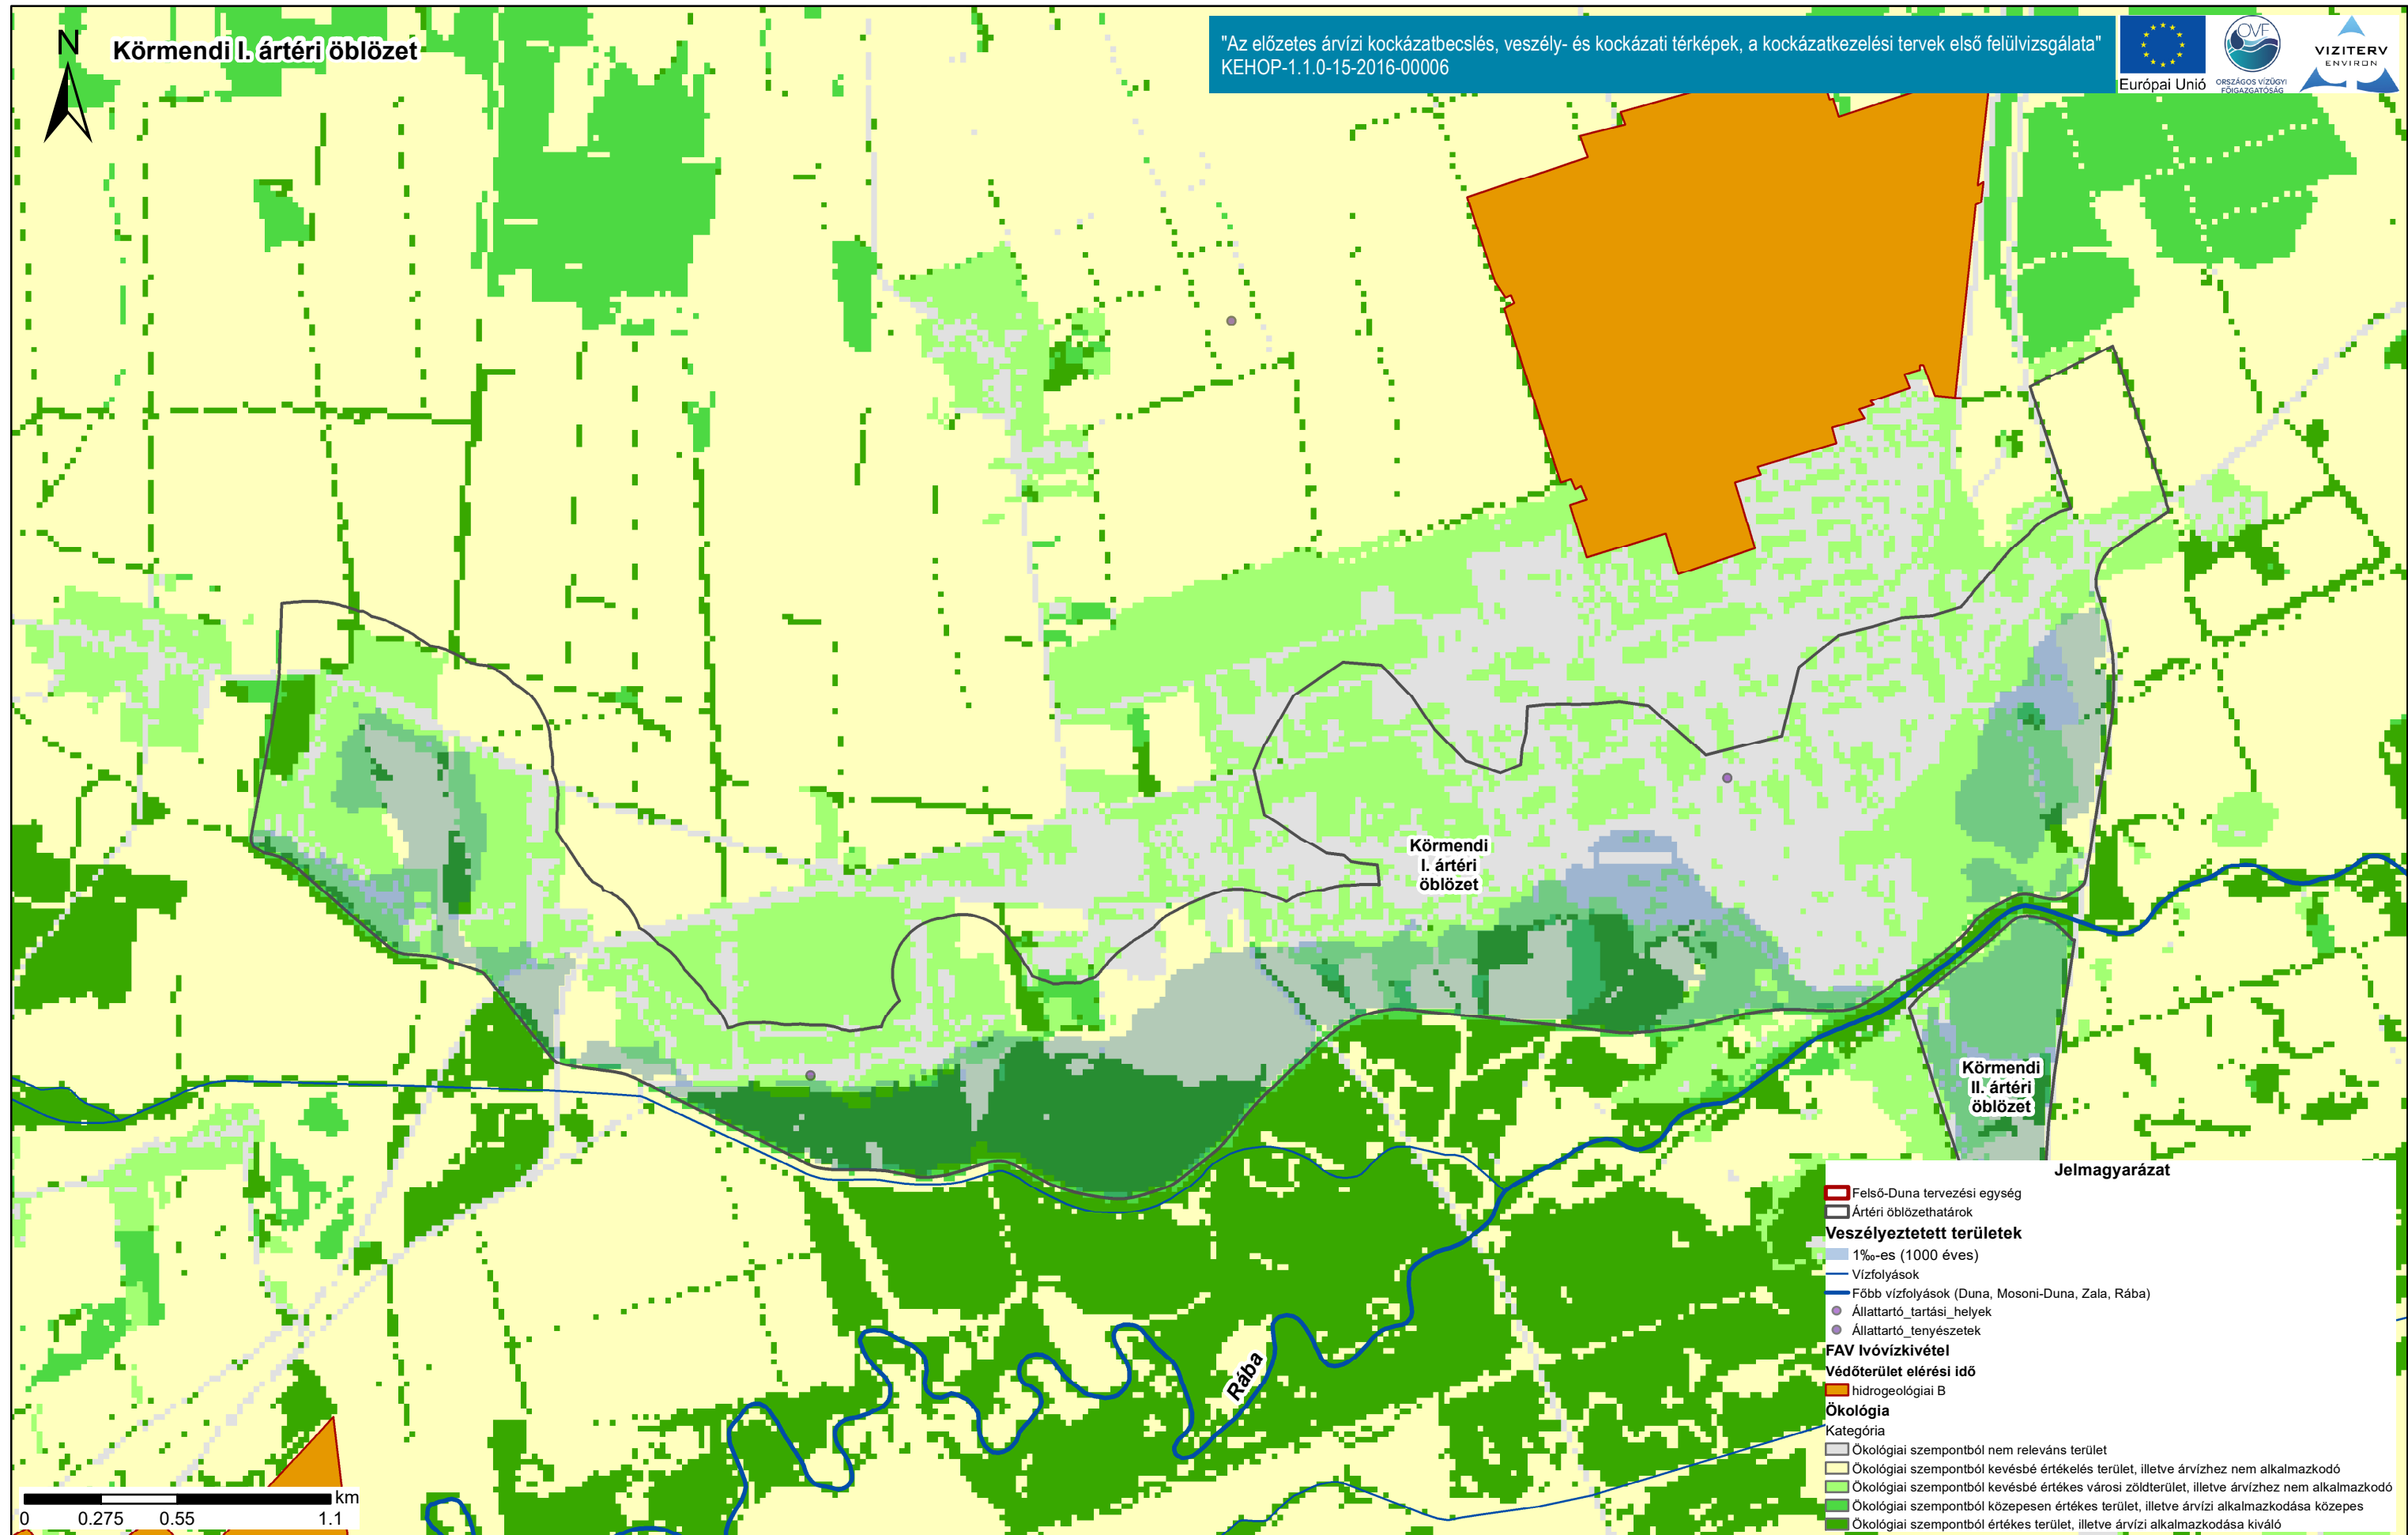 N
Körmendi I. ártéri öblözet
"Az előzetes árvízi kockázatbecslés, veszély- és kockázati térképek, a kockázatkezelési tervek első felülvizsgálata"
KEHOP-1.1.0-15-2016-00006
Európai Unió
OVF
ORSZÁGOS VÍZÜGYI
FŐIGAZGATÓSÁG
VIZITERV
ENVIRON
Körmendi
I. ártéri
öblözet
Körmendi
II. ártéri
öblözet
Rába
Jelmagyarázat
Felső-Duna tervezési egység
Ártéri öblözethatárok
Veszélyeztetett területek
1‰-es (1000 éves)
Vízfolyások
Főbb vízfolyások (Duna, Mosoni-Duna, Zala, Rába)
Állattartó_tartási_helyek
Állattartó_tenyészetek
FAV Ivóvízkivétel
Védőterület elérési idő
hidrogeológiai B
Ökológia
Kategória
Ökológiai szempontból nem releváns terület
Ökológiai szempontból kevésbé értékelés terület, illetve árvízhez nem alkalmazkodó
Ökológiai szempontból kevésbé értékes városi zöldterület, illetve árvízhez nem alkalmazkodó
Ökológiai szempontból közepesen értékes terület, illetve árvízi alkalmazkodása közepes
Ökológiai szempontból értékes terület, illetve árvízi alkalmazkodása kiváló
km
0 0.275 0.55 1.1